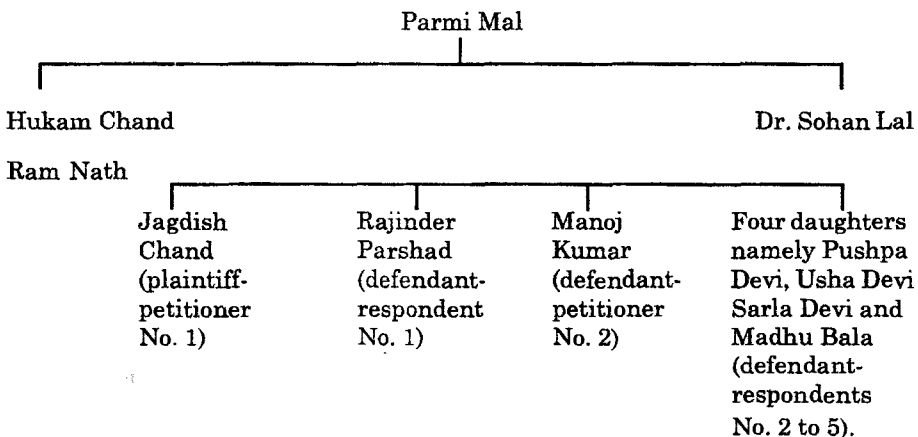 Parmi Mal
Hukam Chand
Dr. Sohan Lal
Ram Nath
Jagdish
Chand
(plaintiff-
petitioner
No. 1)
Rajinder
Parshad
(defendant-
respondent
No. 1)
Manoj
Kumar
(defendant-
petitioner
No. 2)
Four daughters
namely Pushpa
Devi, Usha Devi
Sarla Devi and
Madhu Bala
(defendant-
respondents
No. 2 to 5).